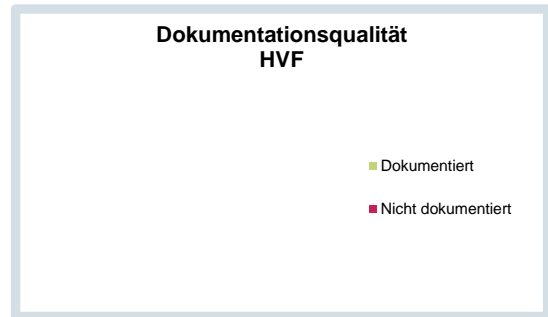 Dokumentationsqualität
HVF
Dokumentiert
Nicht dokumentiert